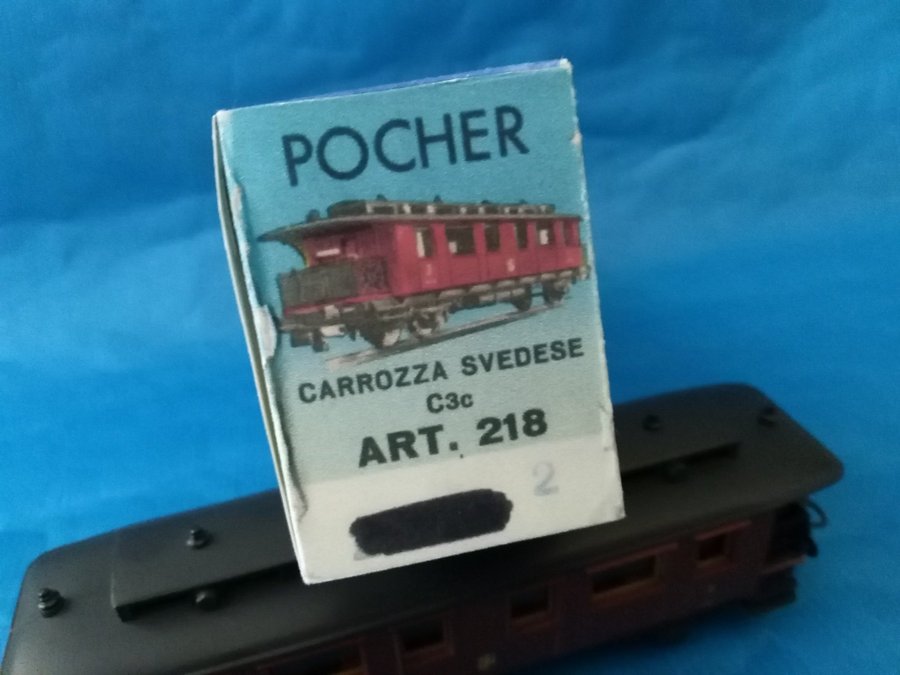 POCHER
CARROZZA SVEDESE
C3c
ART. 218
2